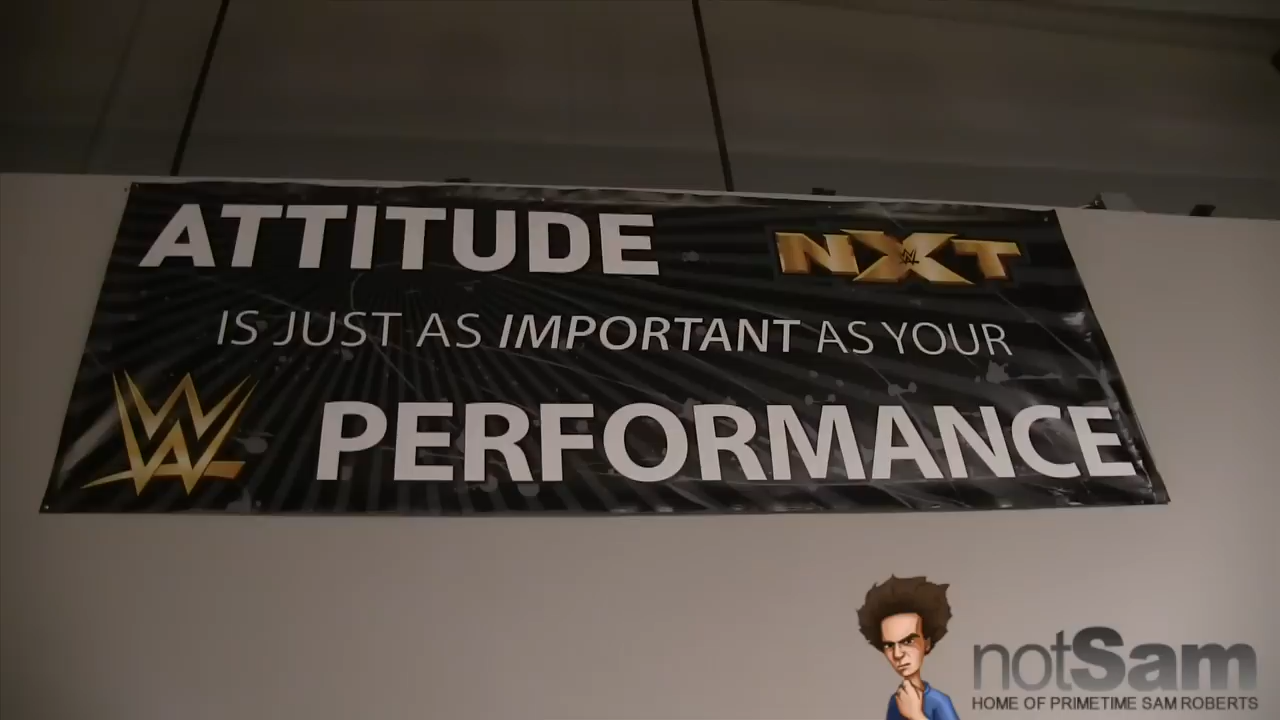 ATTITUDE NXT
IS JUST AS IMPORTANT AS YOUR
W PERFORMANCE
notSam
HOME OF PRIMETIME SAM ROBERTS